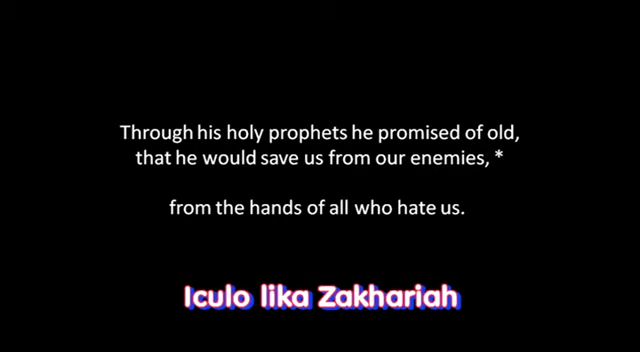 Through his holy prophets he promised of old,
that he would save us from our enemies, *
from the hands of all who hate us.
Iculo lika Zakhariah